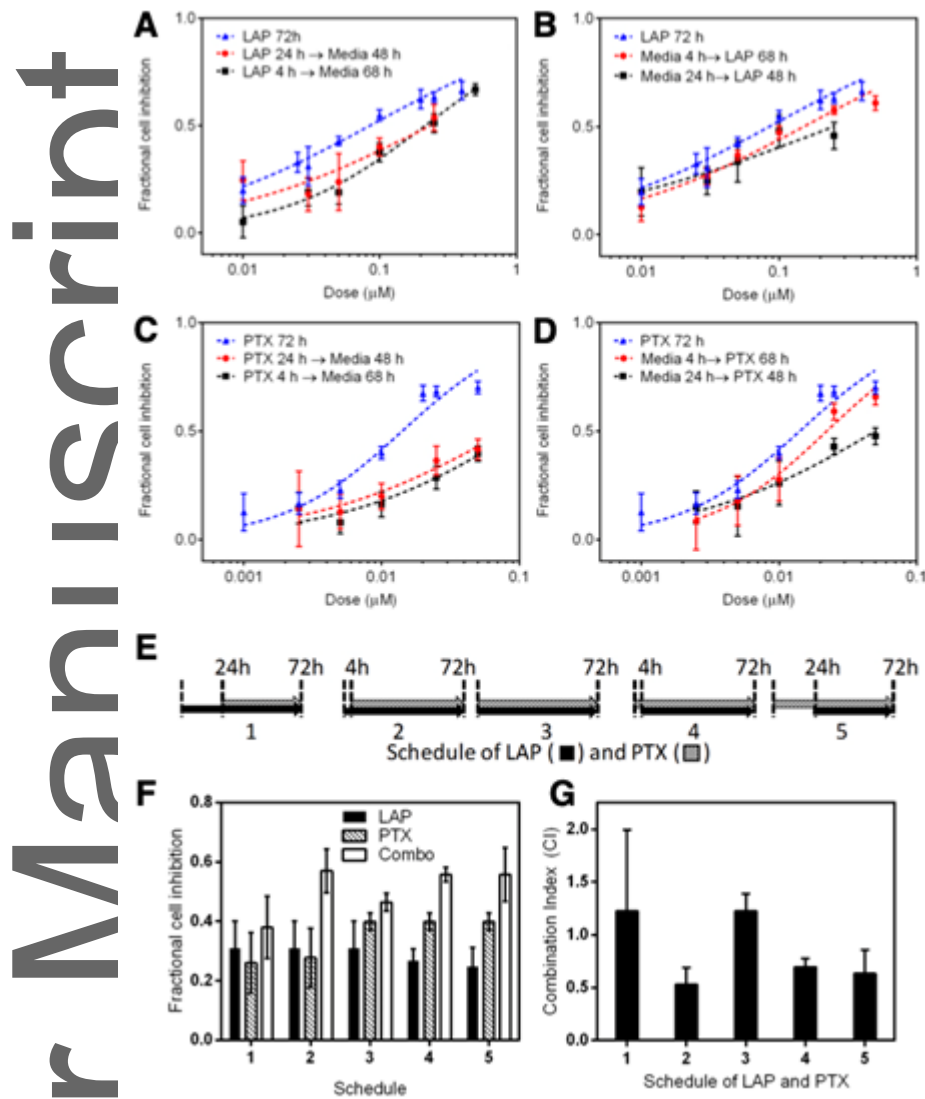 r Manuscript
A
1.0
0.5
0.0
Fractional cell inhibition
LAP 72h
LAP 24 h → Media 48 h
LAP 4 h → Media 68 h
0.01 0.1 1
Dose (μM)
B
1.0
0.5
0.0
Fractional cell inhibition
LAP 72 h
Media 4 h→ LAP 68 h
Media 24 h→ LAP 48 h
0.01 0.1 1
Dose (μM)
C
1.0
0.5
0.0
Fractional cell inhibition
PTX 72 h
PTX 24 h → Media 48 h
PTX 4 h → Media 68 h
0.001 0.01 0.1
Dose (μM)
D
1.0
0.5
0.0
Fractional cell inhibition
PTX 72 h
Media 4 h→ PTX 68 h
Media 24 h→ PTX 48 h
0.001 0.01 0.1
Dose (μM)
E
24h 72h 4h 72h 72h 4h 72h 24h 72h
1 2 3 4 5
Schedule of LAP (■) and PTX (▨)
F
0.8
0.6
0.4
0.2
0.0
Fractional cell inhibition
LAP
PTX
Combo
1 2 3 4 5
Schedule
G
2.0
1.5
1.0
0.5
0.0
Combination Index (CI)
1 2 3 4 5
Schedule of LAP and PTX